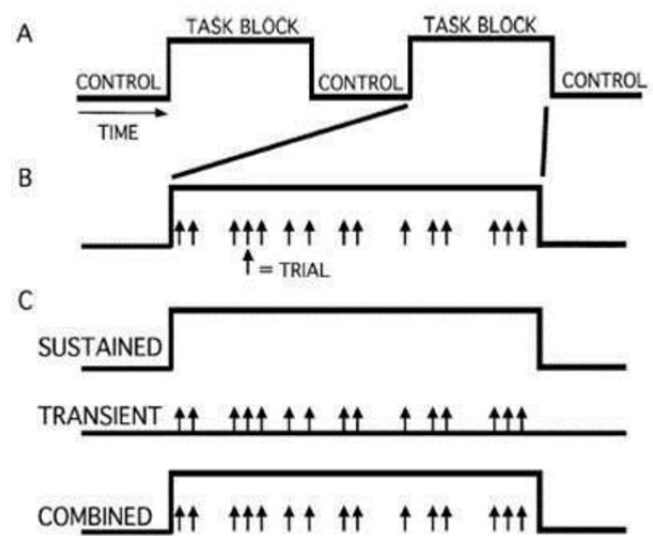 A
TASK BLOCK
TASK BLOCK
CONTROL
CONTROL
CONTROL
TIME
B
= TRIAL
C
SUSTAINED
TRANSIENT
COMBINED